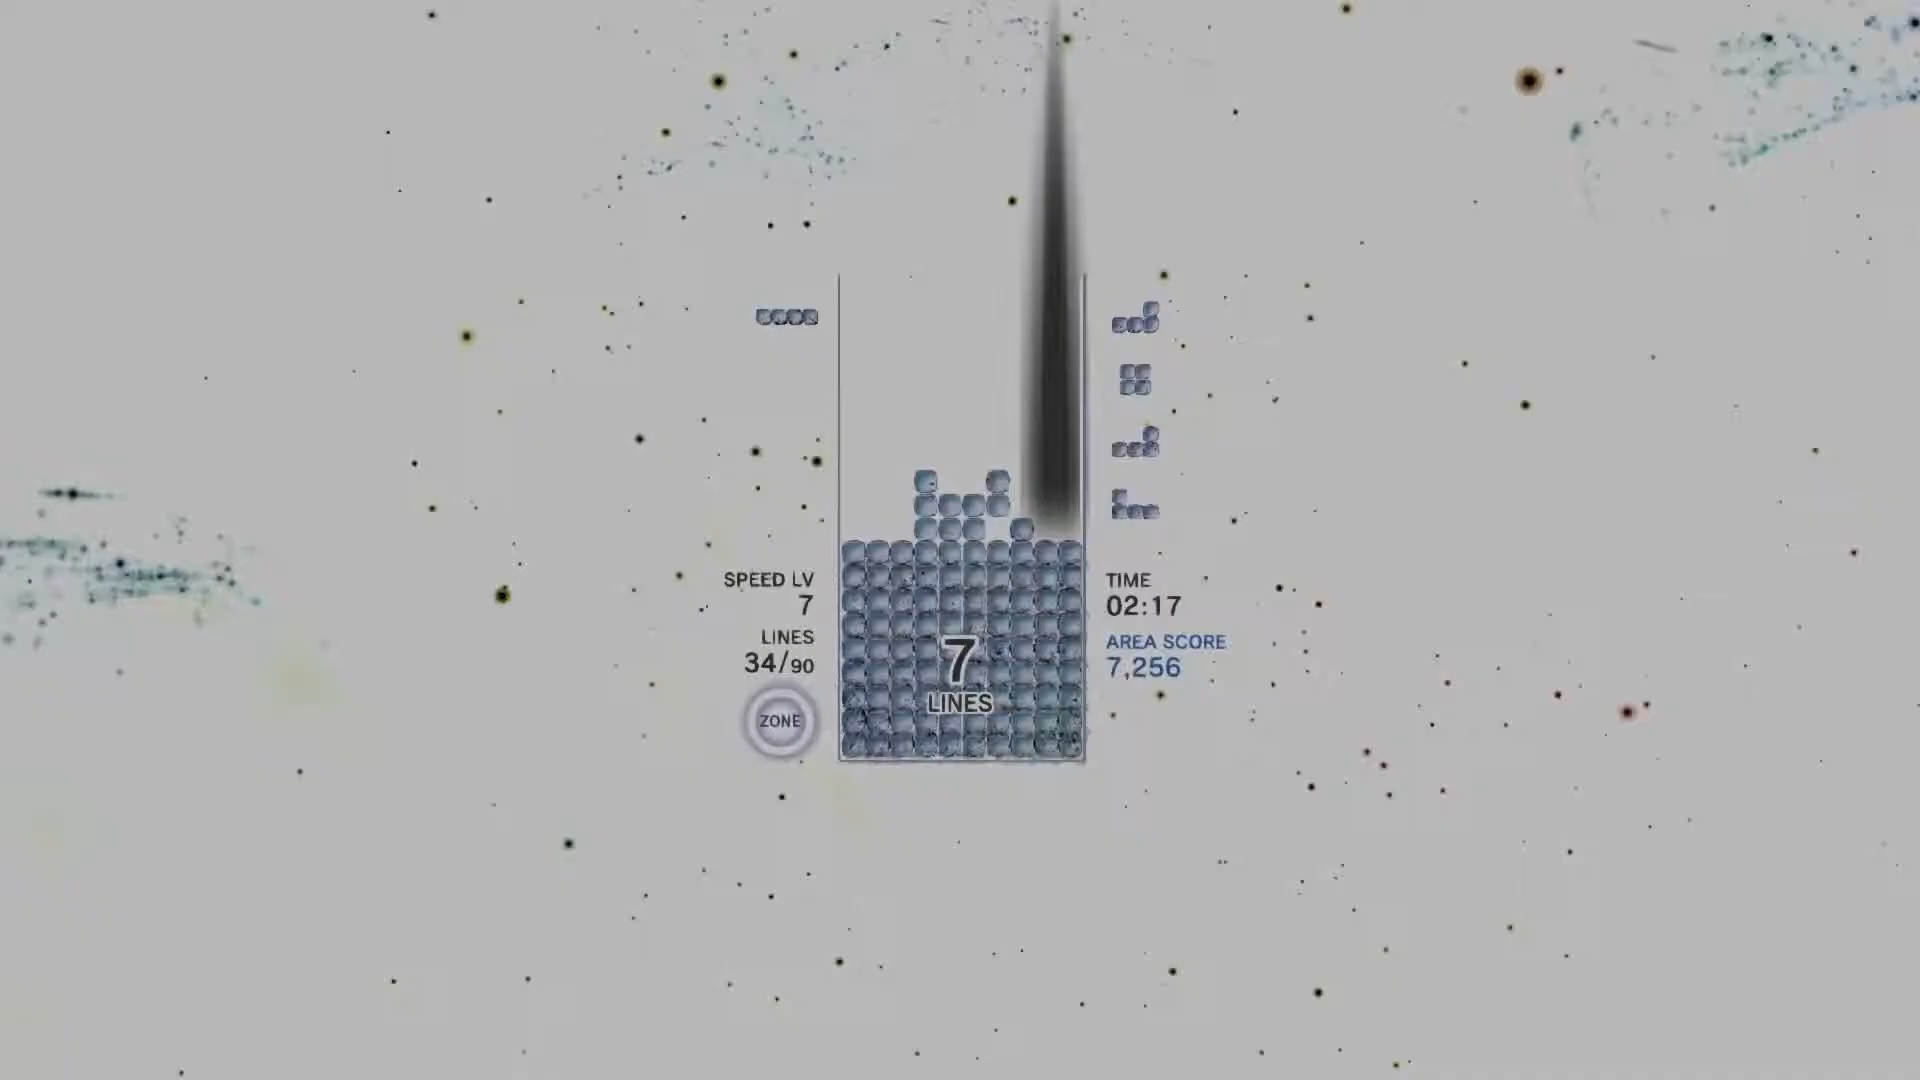 SPEED LV
7
LINES
34/90
ZONE
7
LINES
TIME
02:17
AREA SCORE
7,256